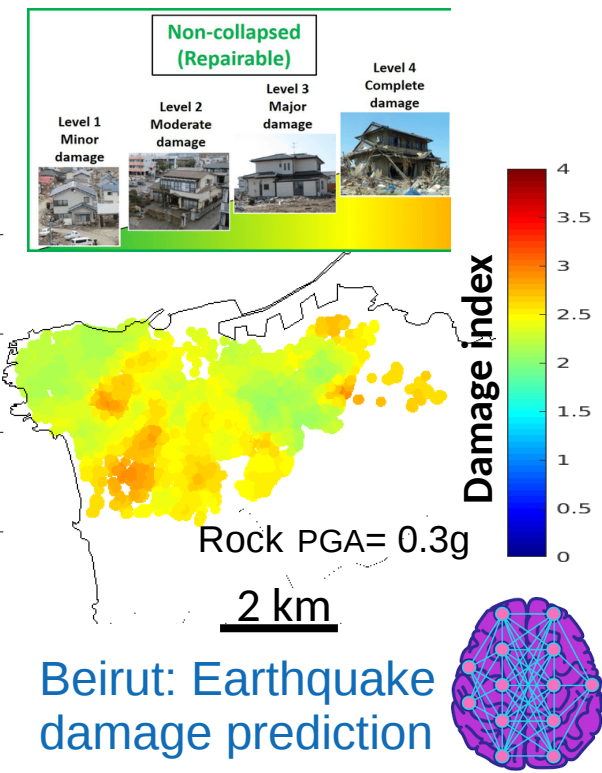 Non-collapsed
(Repairable)
Level 1
Minor
damage
Level 2
Moderate
damage
Level 3
Major
damage
Level 4
Complete
damage
Damage index
4
3.5
3
2.5
2
1.5
1
0.5
0
Rock PGA= 0.3g
2 km
Beirut: Earthquake
damage prediction